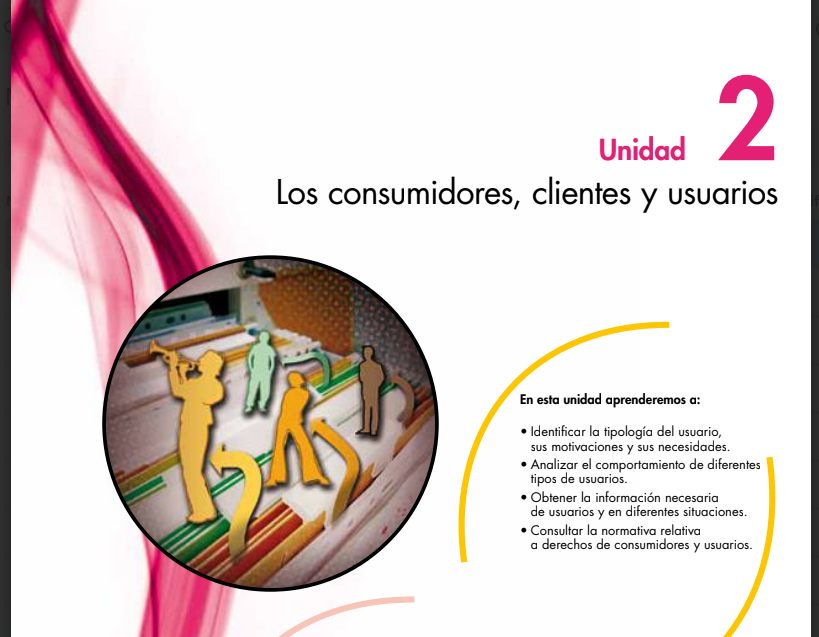 Unidad 2
Los consumidores, clientes y usuarios
En esta unidad aprenderemos a:
• Identificar la tipología del usuario,
sus motivaciones y sus necesidades.
• Analizar el comportamiento de diferentes
tipos de usuarios.
• Obtener la información necesaria
de usuarios y en diferentes situaciones.
• Consultar la normativa relativa
a derechos de consumidores y usuarios.